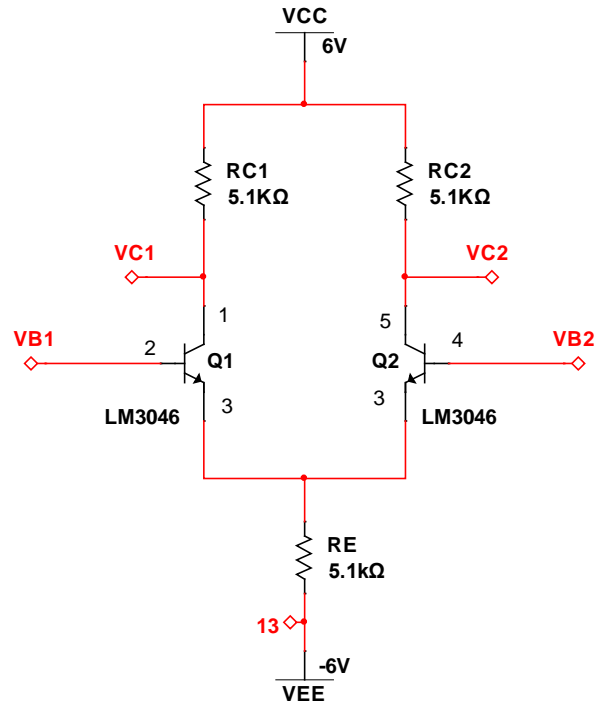 VCC
6V
RC1
5.1KΩ
RC2
5.1KΩ
VC1
VC2
1
5
VB1
2
Q1
Q2
4
VB2
LM3046
3
3
LM3046
RE
5.1kΩ
13
-6V
VEE